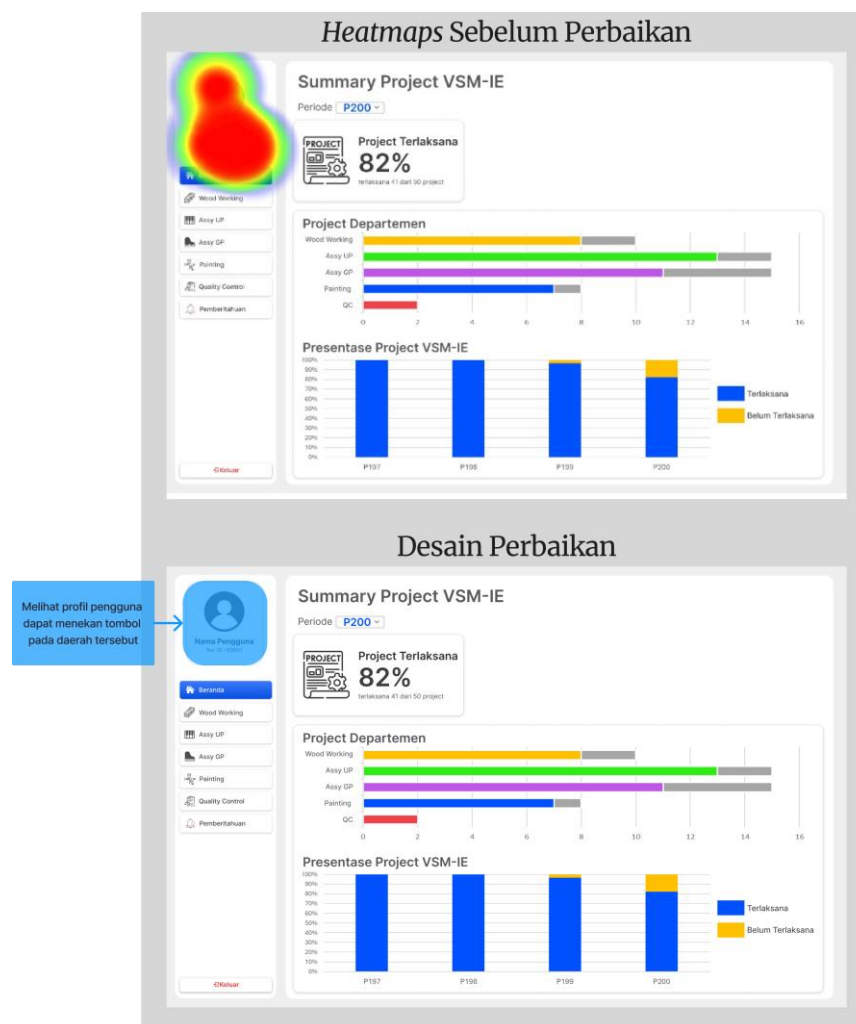 Heatmaps Sebelum Perbaikan
Summary Project VSM-IE
Periode P200
PROJECT
Project Terlaksana
82%
terlaksana 41 dari 50 project
Wood Working
Assy UP
Assy GP
Painting
Quality Control
Pemberitahuan
Keluar
Project Departemen
Wood Working
Assy UP
Assy GP
Painting
QC
0 2 4 6 8 10 12 14 16
Presentase Project VSM-IE
100%
90%
80%
70%
60%
50%
40%
30%
20%
10%
0%
P197 P198 P199 P200
Terlaksana
Belum Terlaksana
Desain Perbaikan
Melihat profil pengguna
dapat menekan tombol
pada daerah tersebut
Nama Pengguna
Beranda
Wood Working
Assy UP
Assy GP
Painting
Quality Control
Pemberitahuan
Keluar
Summary Project VSM-IE
Periode P200
PROJECT
Project Terlaksana
82%
terlaksana 41 dari 50 project
Project Departemen
Wood Working
Assy UP
Assy GP
Painting
QC
0 2 4 6 8 10 12 14 16
Presentase Project VSM-IE
100%
90%
80%
70%
60%
50%
40%
30%
20%
10%
0%
P197 P198 P199 P200
Terlaksana
Belum Terlaksana